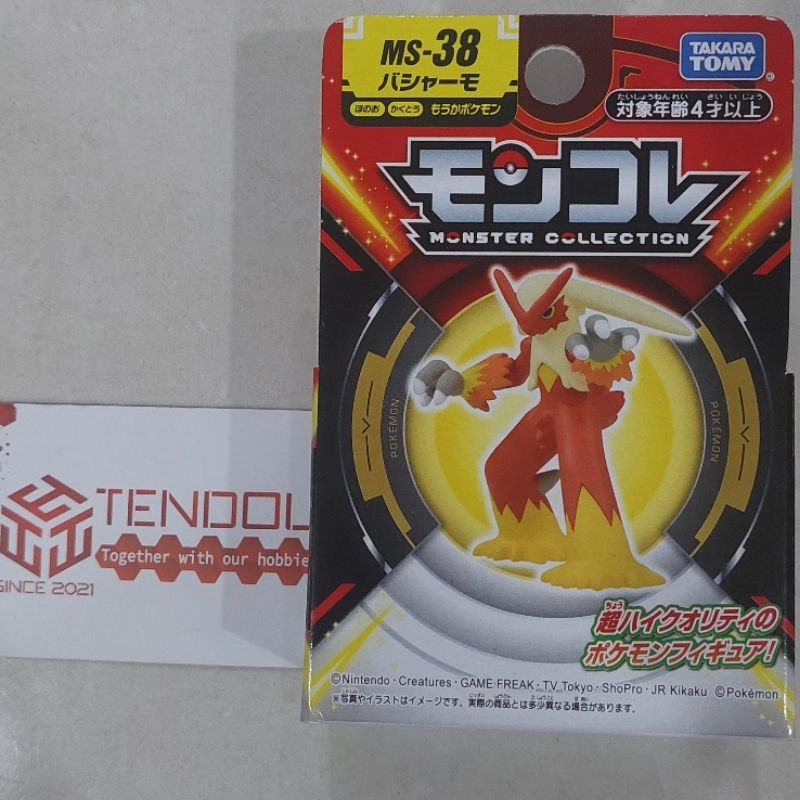 MS-38
バシャーモ
ほのお かくとう もうかポケモン
TAKARA
TOMY
たいしょうねんれい さいいじょう
対象年齢4才以上
モンコレ
MONSTER COLLECTION
POKÉMON
POKÉMON
TENDOU
Together with our hobbie
SINCE 2021
ちょう
超ハイクオリティの
ポケモンフィギュア!
©Nintendo・Creatures・GAME FREAK・TV Tokyo・ShoPro・JR Kikaku ©Pokémon
※写真やイラストはイメージです。実際の商品とは多少異なる場合があります。